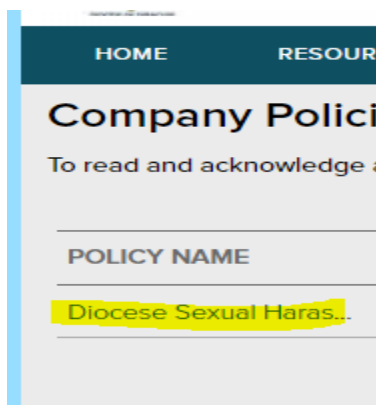 HOME RESOUR
Company Polici
To read and acknowledge a
POLICY NAME
Diocese Sexual Haras...